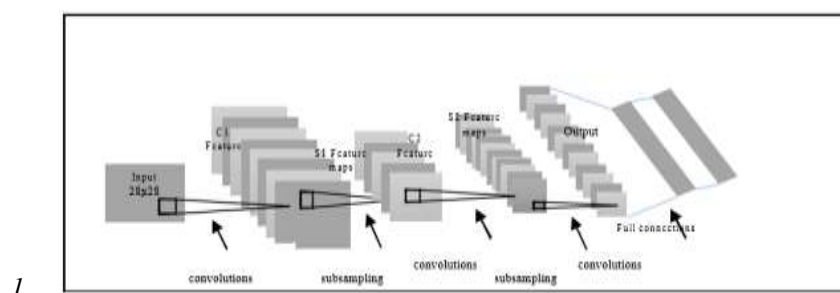 Input
28x28
C1
Feature
S1 Feature
maps
C2
Feature
S2 Feature
maps
Output
Full connections
convolutions
subsampling
convolutions
subsampling
convolutions
1